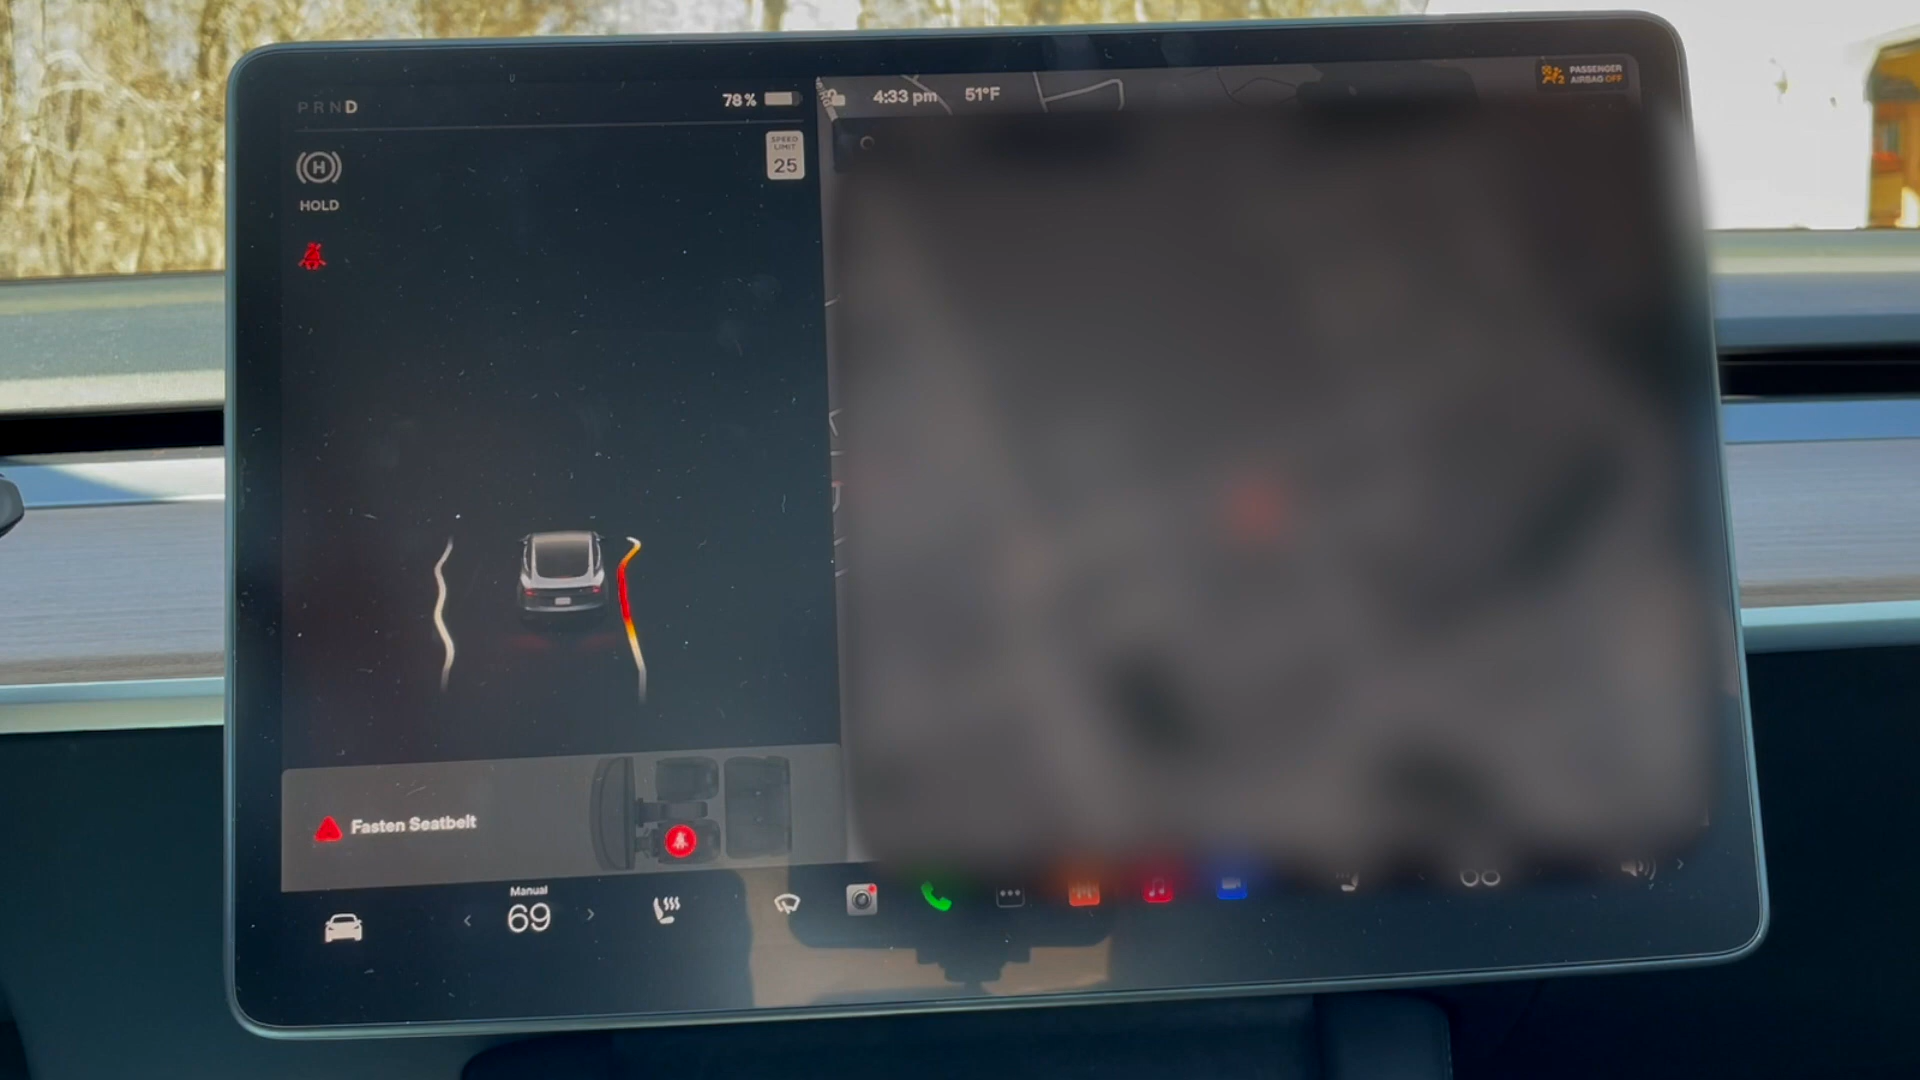 PRND
78%
4:33 pm
51°F
PASSENGER
AIRBAG OFF
H
HOLD
SPEED
LIMIT
25
Fasten Seatbelt
Manual
69